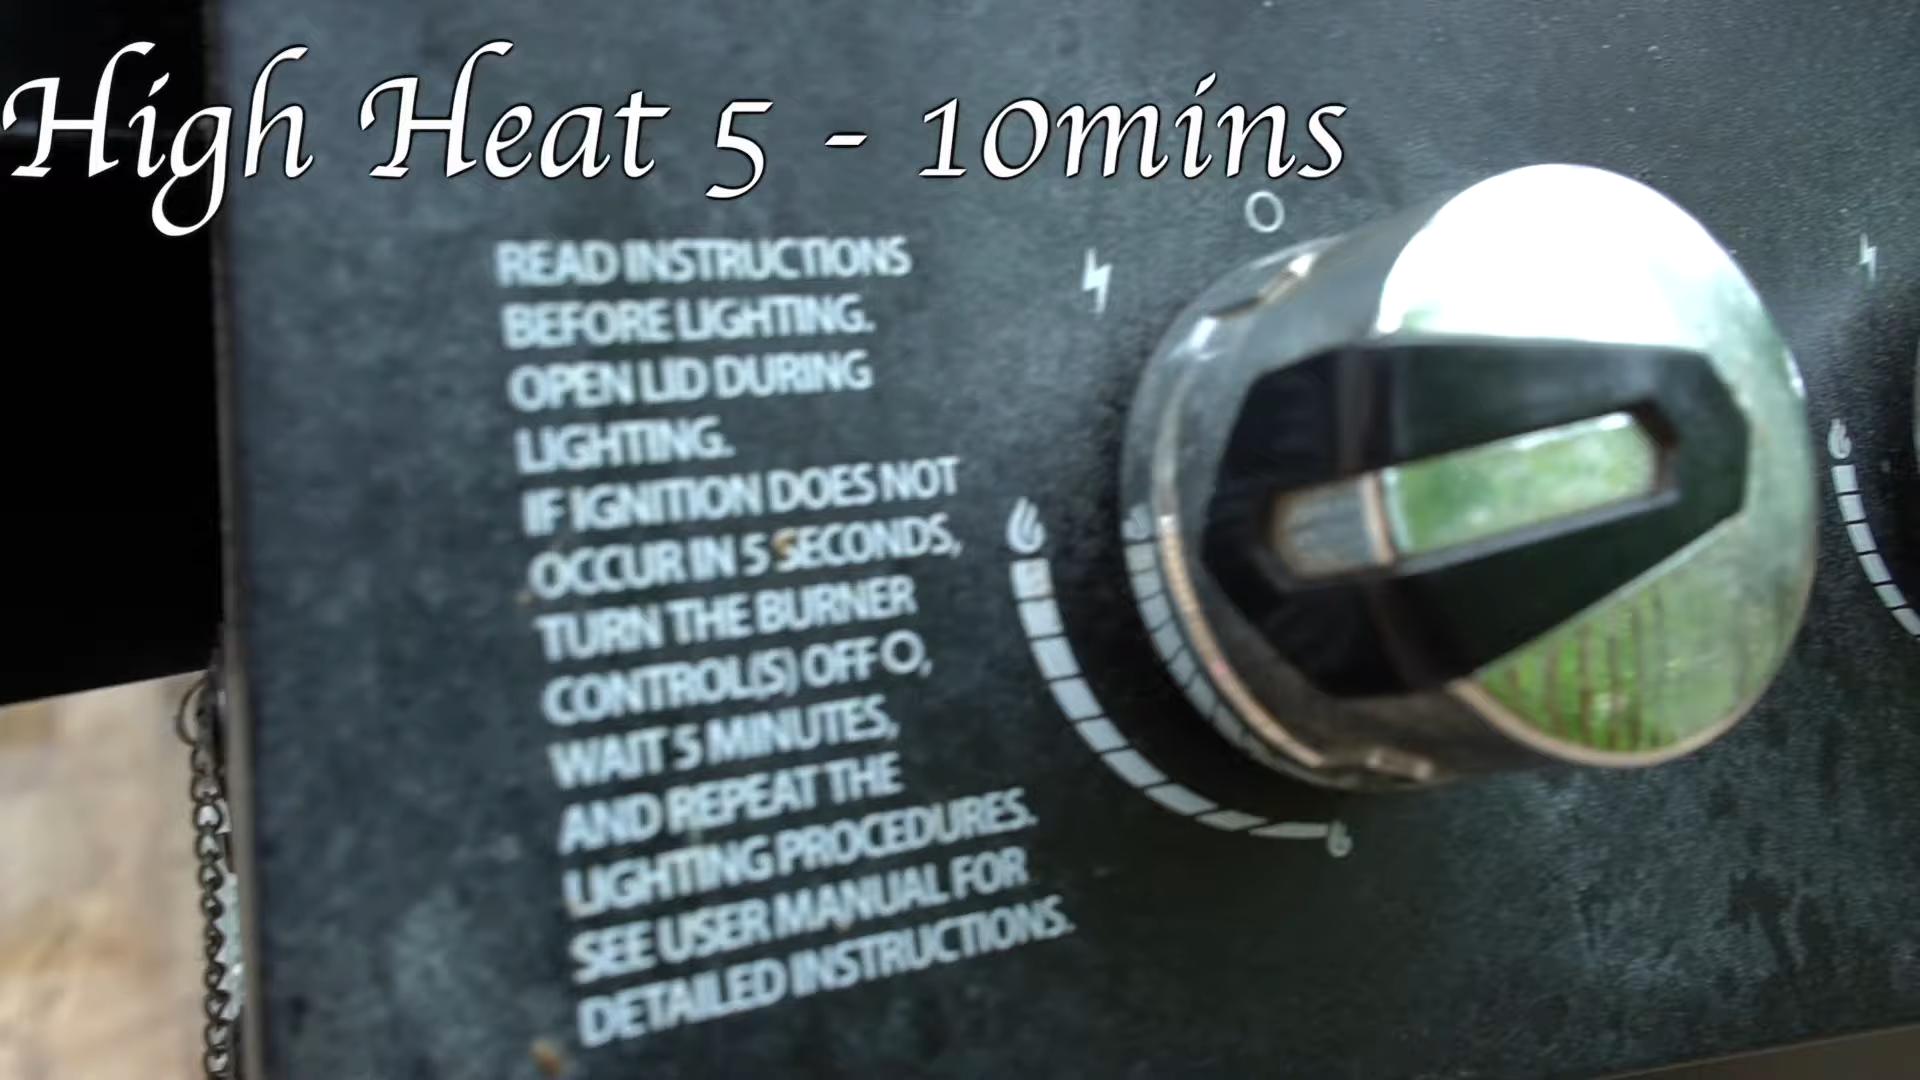 High Heat 5 - 10mins
READ INSTRUCTIONS
BEFORE LIGHTING.
OPEN LID DURING
LIGHTING.
IF IGNITION DOES NOT
OCCUR IN 5 SECONDS,
TURN THE BURNER
CONTROL(S) OFF O,
WAIT 5 MINUTES,
AND REPEAT THE
LIGHTING PROCEDURES.
SEE USER MANUAL FOR
DETAILED INSTRUCTIONS.